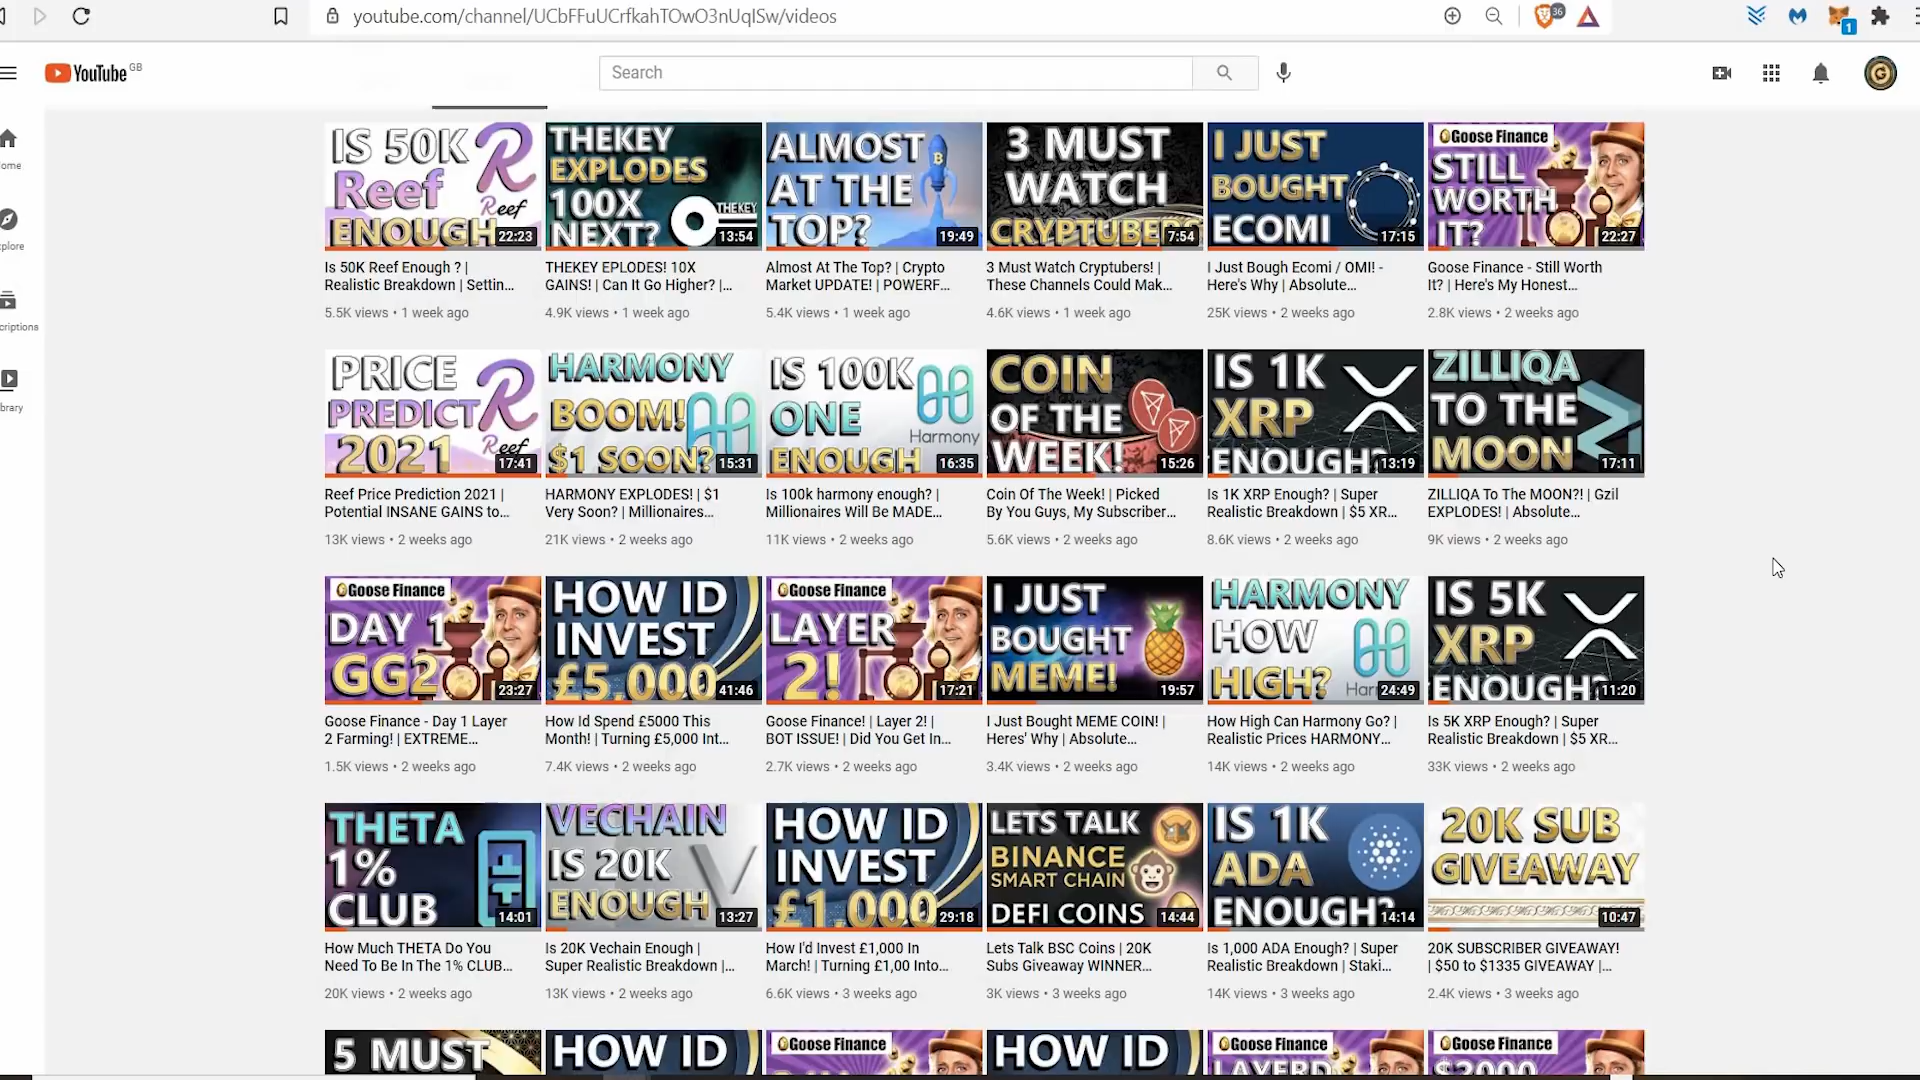 youtube.com/channel/UCbFFuUCrfkahTOwO3nUqISw/videos
36
1
YouTube GB
Search
ome
plore
criptions
brary
IS 50K
Reef
ENOUGH
Reef
22:23
THEKEY
EXPLODES
100X
NEXT?
THEKEY
13:54
ALMOST
AT THE
TOP?
19:49
3 MUST
WATCH
CRYPTUBERS
7:54
I JUST
BOUGHT
ECOMI
17:15
Goose Finance
STILL
WORTH
IT?
22:27
Is 50K Reef Enough ? |
Realistic Breakdown | Settin...
5.5K views • 1 week ago
THEKEY EPLODES! 10X
GAINS! | Can It Go Higher? |...
4.9K views • 1 week ago
Almost At The Top? | Crypto
Market UPDATE! | POWERF...
5.4K views • 1 week ago
3 Must Watch Cryptubers! |
These Channels Could Mak...
4.6K views • 1 week ago
I Just Bough Ecomi / OMI! -
Here's Why | Absolute...
25K views • 2 weeks ago
Goose Finance - Still Worth
It? | Here's My Honest...
2.8K views • 2 weeks ago
PRICE
PREDICT
2021
Reef
17:41
HARMONY
BOOM!
$1 SOON?
15:31
IS 100K
ONE
ENOUGH
Harmony
16:35
COIN
OF THE
WEEK!
15:26
IS 1K
XRP
ENOUGH?
13:19
ZILLIQA
TO THE
MOON
17:11
Reef Price Prediction 2021 |
Potential INSANE GAINS to...
13K views • 2 weeks ago
HARMONY EXPLODES! | $1
Very Soon? | Millionaires...
21K views • 2 weeks ago
Is 100k harmony enough? |
Millionaires Will Be MADE...
11K views • 2 weeks ago
Coin Of The Week! | Picked
By You Guys, My Subscriber...
5.6K views • 2 weeks ago
Is 1K XRP Enough? | Super
Realistic Breakdown | $5 XR...
8.6K views • 2 weeks ago
ZILLIQA To The MOON?! | Gzil
EXPLODES! | Absolute...
9K views • 2 weeks ago
Goose Finance
DAY 1
GG2
23:27
HOW ID
INVEST
£5,000
41:46
Goose Finance
LAYER
2!
17:21
I JUST
BOUGHT
MEME!
19:57
HARMONY
HOW
HIGH?
Har
24:49
IS 5K
XRP
ENOUGH?
11:20
Goose Finance - Day 1 Layer
2 Farming! | EXTREME...
1.5K views • 2 weeks ago
How Id Spend £5000 This
Month! | Turning £5,000 Int...
7.4K views • 2 weeks ago
Goose Finance! | Layer 2! |
BOT ISSUE! | Did You Get In...
2.7K views • 2 weeks ago
I Just Bought MEME COIN! |
Heres' Why | Absolute...
3.4K views • 2 weeks ago
How High Can Harmony Go? |
Realistic Prices HARMONY...
14K views • 2 weeks ago
Is 5K XRP Enough? | Super
Realistic Breakdown | $5 XR...
33K views • 2 weeks ago
THETA
1%
CLUB
14:01
VECHAIN
IS 20K
ENOUGH
13:27
HOW ID
INVEST
£1,000
29:18
LETS TALK
BINANCE
SMART CHAIN
DEFI COINS
14:44
IS 1K
ADA
ENOUGH?
14:14
20K SUB
GIVEAWAY
10:47
How Much THETA Do You
Need To Be In The 1% CLUB...
20K views • 2 weeks ago
Is 20K Vechain Enough |
Super Realistic Breakdown |...
13K views • 2 weeks ago
How I'd Invest £1,000 In
March! | Turning £1,00 Into...
6.6K views • 3 weeks ago
Lets Talk BSC Coins | 20K
Subs Giveaway WINNER...
3K views • 3 weeks ago
Is 1,000 ADA Enough? | Super
Realistic Breakdown | Staki...
14K views • 3 weeks ago
20K SUBSCRIBER GIVEAWAY!
| $50 to $1335 GIVEAWAY |...
2.4K views • 3 weeks ago
5 MUST
HOW ID
Goose Finance
HOW ID
Goose Finance
Goose Finance